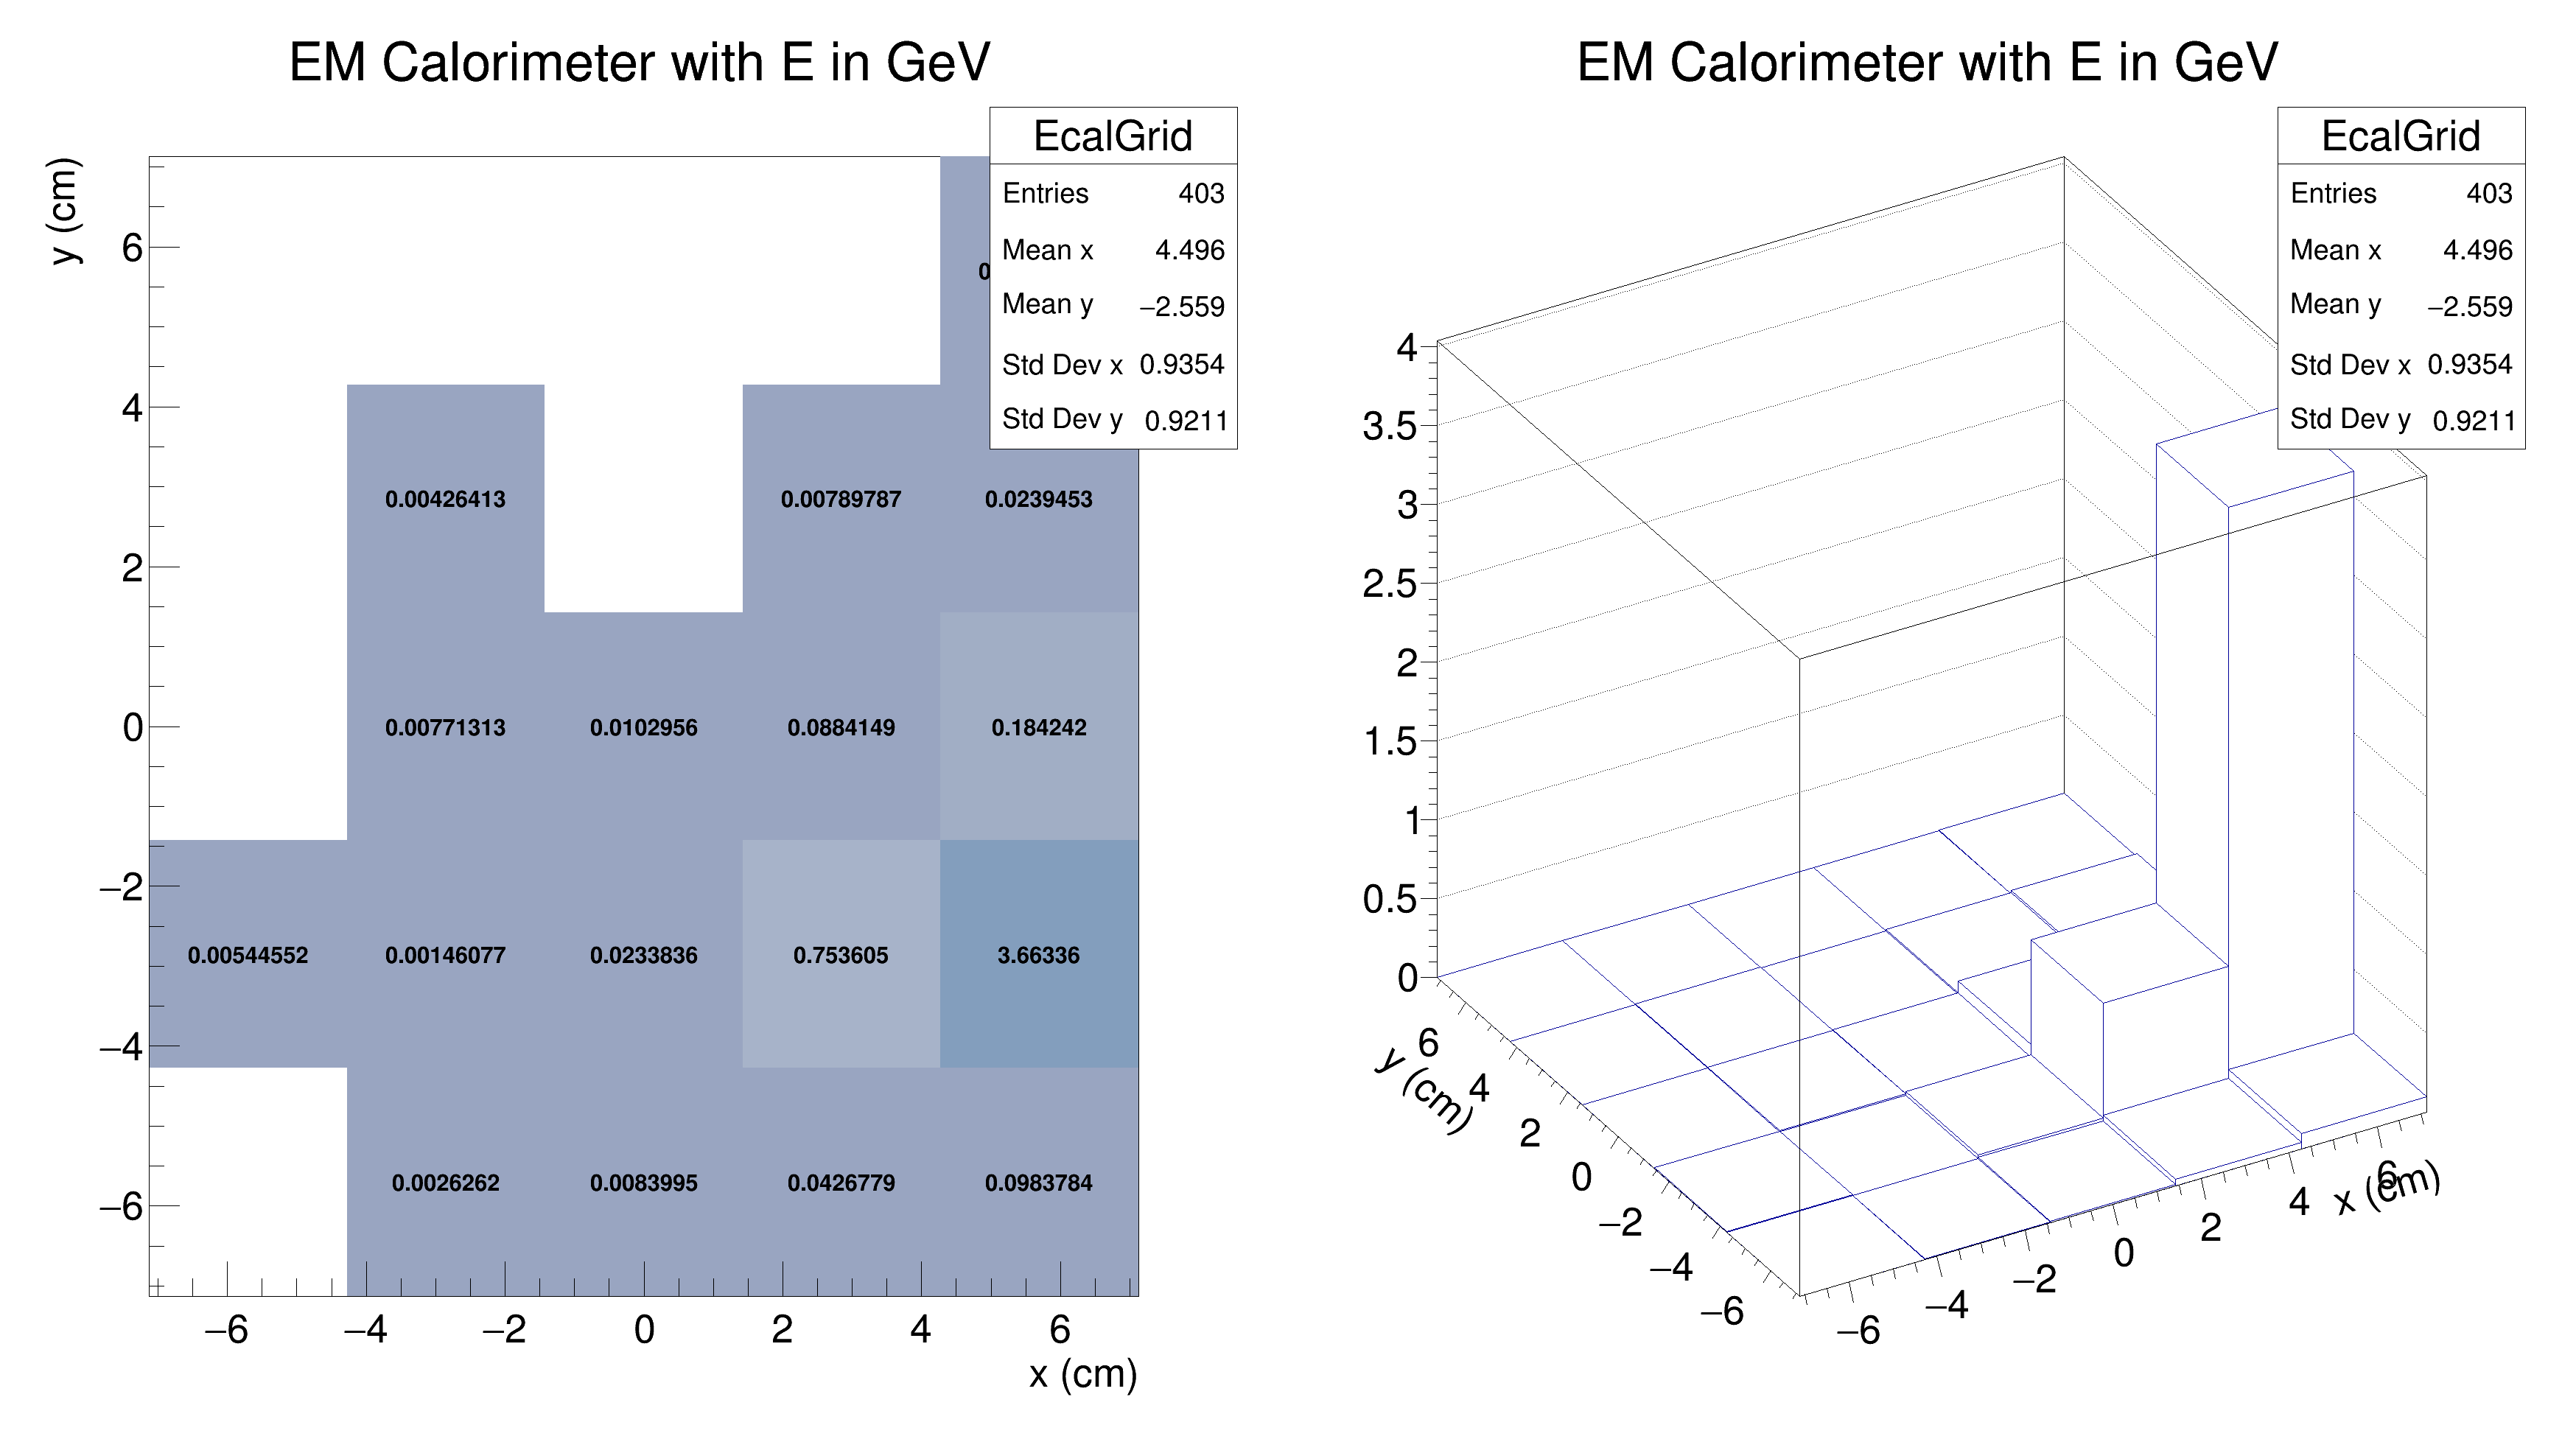 EM Calorimeter with E in GeV
EcalGrid
Entries 403
Mean x 4.496
Mean y −2.559
Std Dev x 0.9354
Std Dev y 0.9211
y (cm)
6
4
2
0
−2
−4
−6
0.00426413 0.00789787 0.0239453
0.00771313 0.0102956 0.0884149 0.184242
0.00544552 0.00146077 0.0233836 0.753605 3.66336
0.0026262 0.0083995 0.0426779 0.0983784
−6 −4 −2 0 2 4 6
x (cm)
EM Calorimeter with E in GeV
EcalGrid
Entries 403
Mean x 4.496
Mean y −2.559
Std Dev x 0.9354
Std Dev y 0.9211
4
3.5
3
2.5
2
1.5
1
0.5
0
y (cm)
6
4
2
0
−2
−4
−6
−6 −4 −2 0 2 4 6
x (cm)